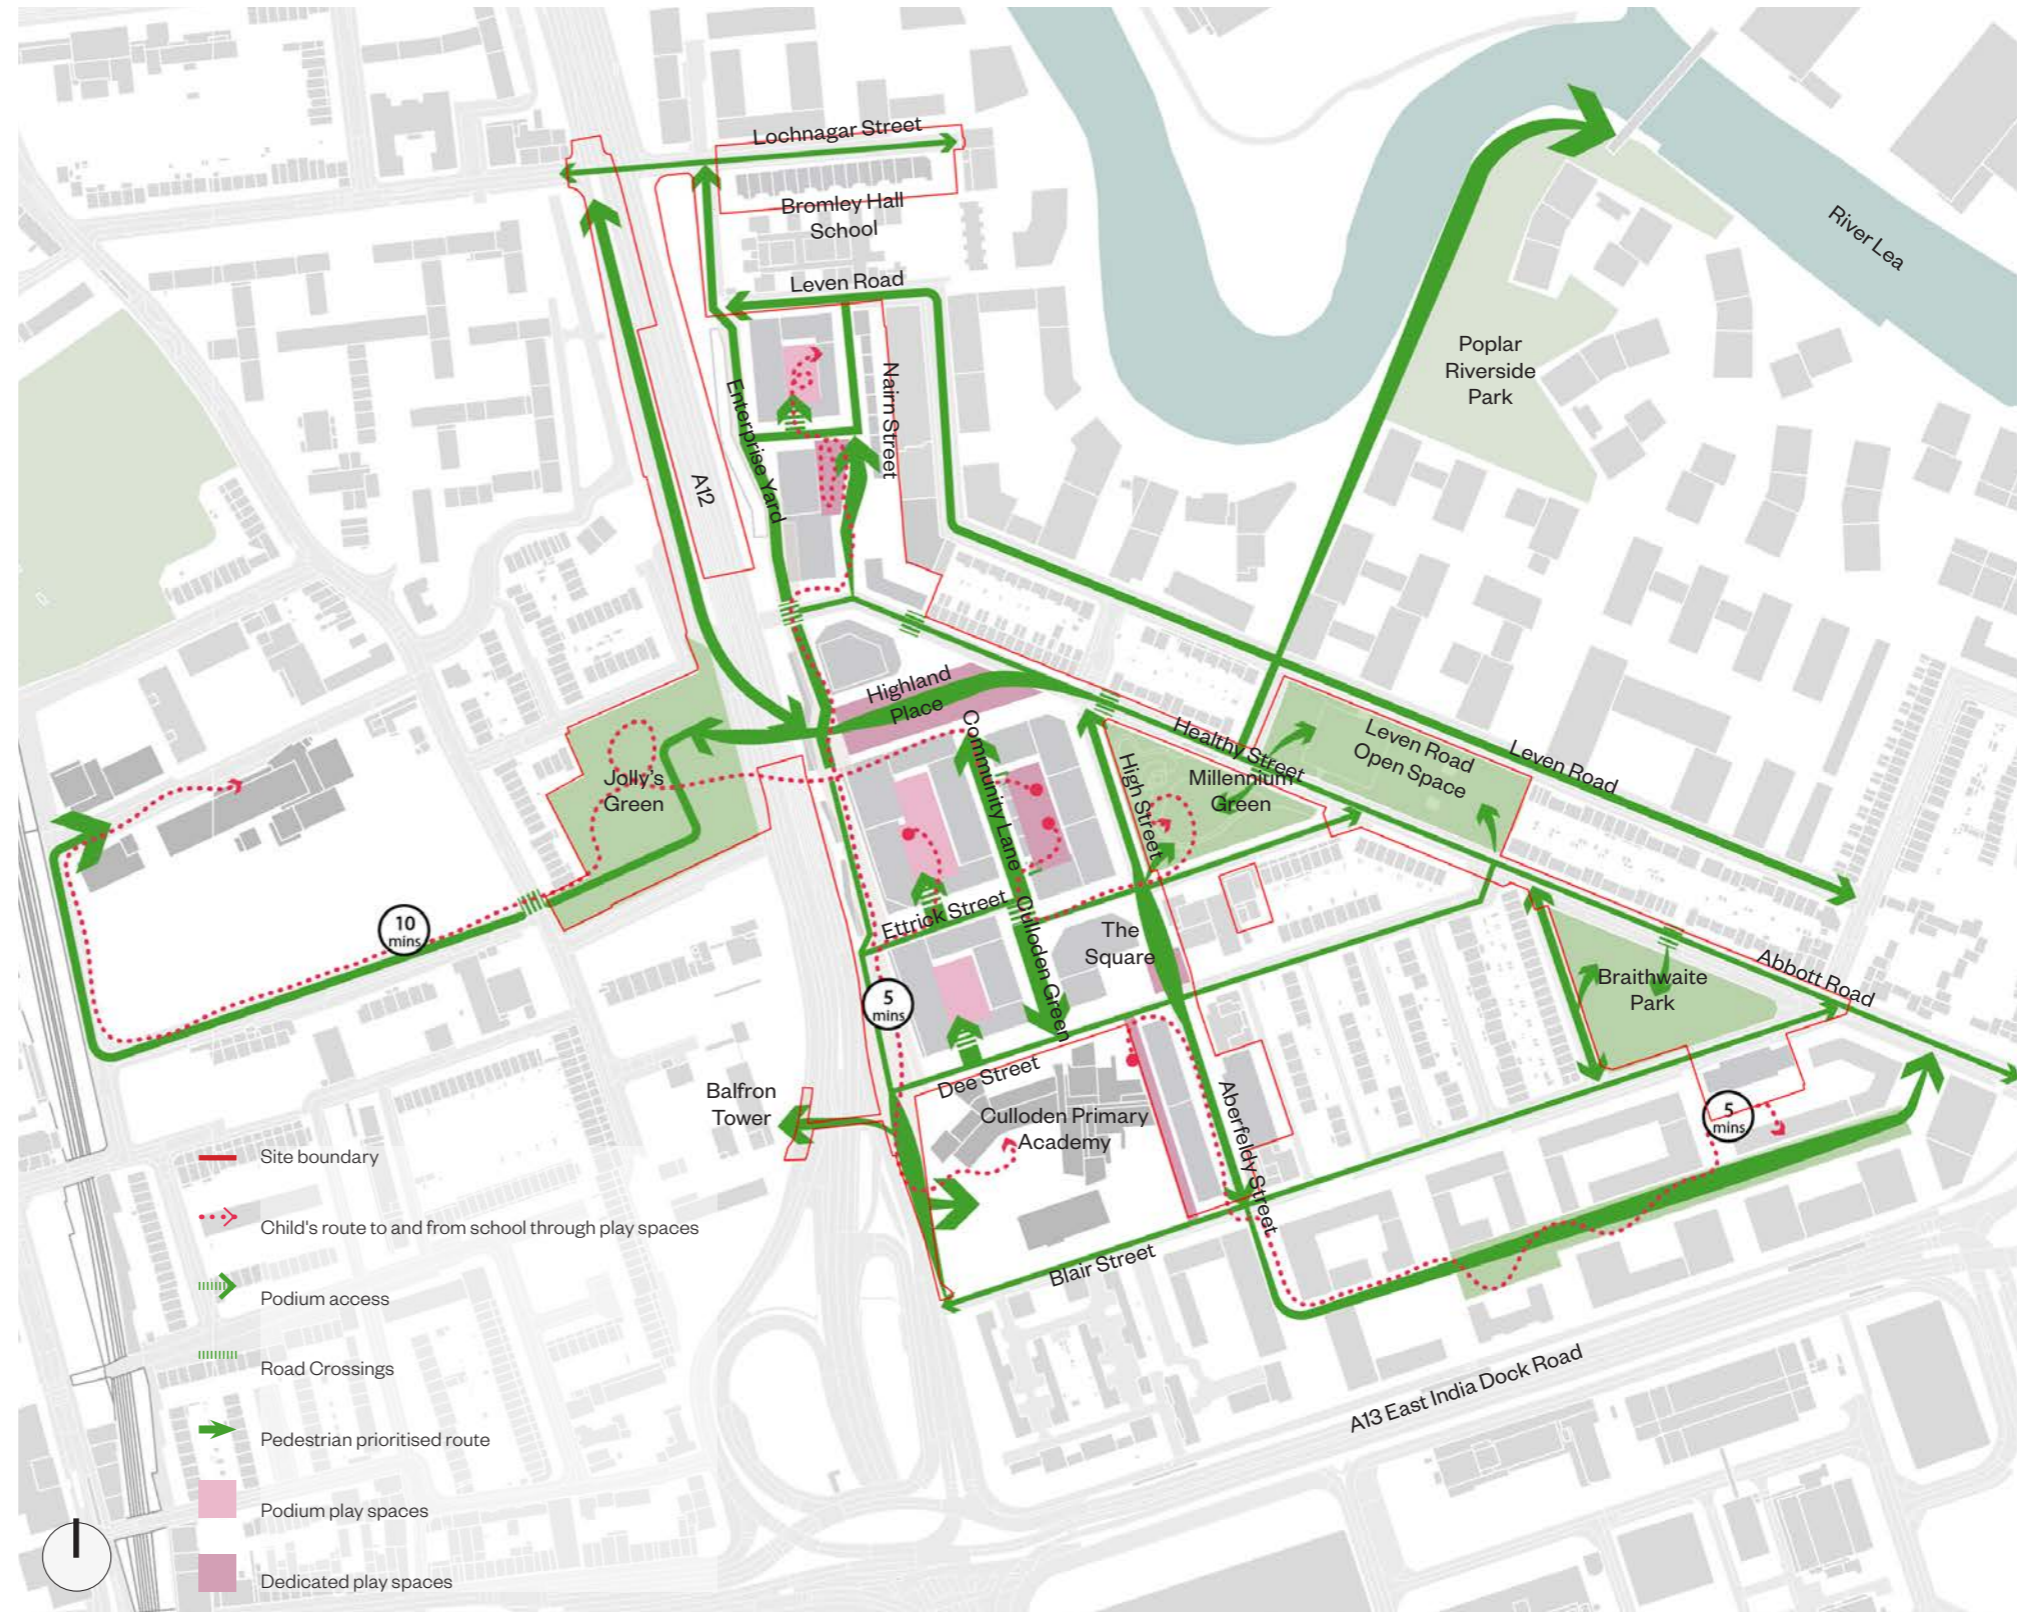 Lochnagar Street
Bromley Hall
School
Leven Road
River Lea
Poplar
Riverside
Park
Nairn Street
Enterprise Yard
A12
Highland
Place
Community Lane
Healthy Street
High Street
Millennium
Green
Leven Road
Open Space
Leven Road
Jolly's
Green
10
mins
Ettrick Street
Culloden Green
The
Square
5
mins
Braithwaite
Park
Abbott Road
Dee Street
Balfron
Tower
Culloden Primary
Academy
Aberfeldy Street
5
mins
Blair Street
A13 East India Dock Road
Site boundary
Child's route to and from school through play spaces
Podium access
Road Crossings
Pedestrian prioritised route
Podium play spaces
Dedicated play spaces